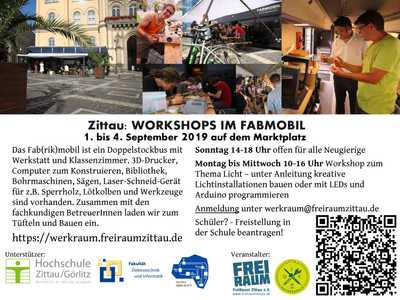 Zittau: WORKSHOPS IM FABMOBIL
1. bis 4. September 2019 auf dem Marktplatz
Das Fab(rik)mobil ist ein Doppelstockbus mit
Werkstatt und Klassenzimmer. 3D-Drucker,
Computer zum Konstruieren, Bibliothek,
Bohrmaschinen, Sägen, Laser-Schneid-Gerät
für z.B. Sperrholz, Lötkolben und Werkzeuge
sind vorhanden. Zusammen mit den
fachkundigen BetreuerInnen laden wir zum
Tüfteln und Bauen ein.
https://werkraum.freiraumzittau.de
Sonntag 14-18 Uhr offen für alle Neugierige
Montag bis Mittwoch 10-16 Uhr Workshop zum
Thema Licht – unter Anleitung kreative
Lichtinstallationen bauen oder mit LEDs und
Arduino programmieren
Anmeldung unter werkraum@freiraumzittau.de
Schüler? - Freistellung in
der Schule beantragen!
Unterstützer:
Hochschule
Zittau/Görlitz
Fakultät
Elektrotechnik
und Informatik
Veranstalter:
FREI
RAUM
Freiraum Zittau e.V.